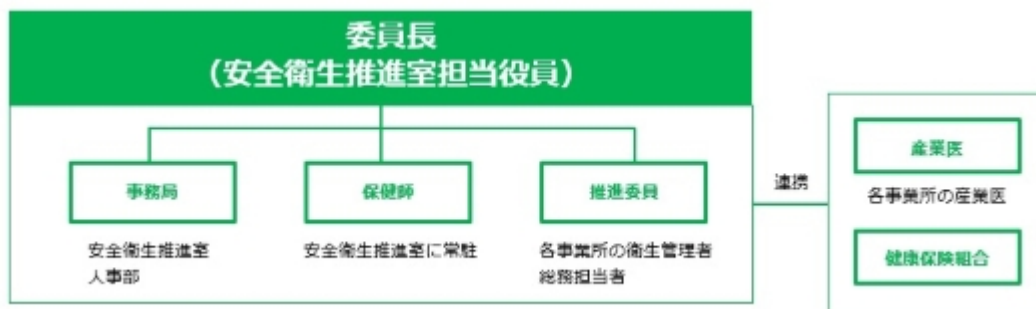 委員長
（安全衛生推進室担当役員）
事務局
保健師
推進委員
安全衛生推進室
人事部
安全衛生推進室に常駐
各事業所の衛生管理者
総務担当者
連携
産業医
各事業所の産業医
健康保険組合